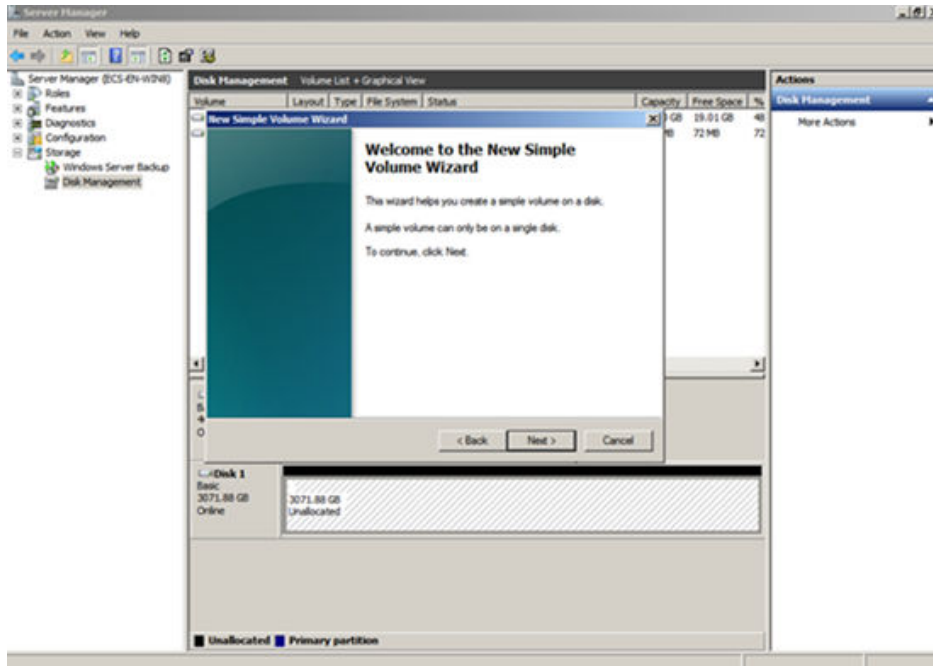 Server Manager
File Action View Help
Server Manager (ECS-EN-WIN8)
Roles
Features
Diagnostics
Configuration
Storage
Windows Server Backup
Disk Management
Disk Management Volume List + Graphical View
Volume Layout Type File System Status Capacity Free Space %
GB 19.01 GB 48
MB 72 MB 72
New Simple Volume Wizard
Welcome to the New Simple
Volume Wizard
This wizard helps you create a simple volume on a disk.
A simple volume can only be on a single disk.
To continue, click Next.
< Back Next > Cancel
Disk 1
Basic
3071.88 GB
Online
3071.88 GB
Unallocated
Unallocated Primary partition
Actions
Disk Management
More Actions